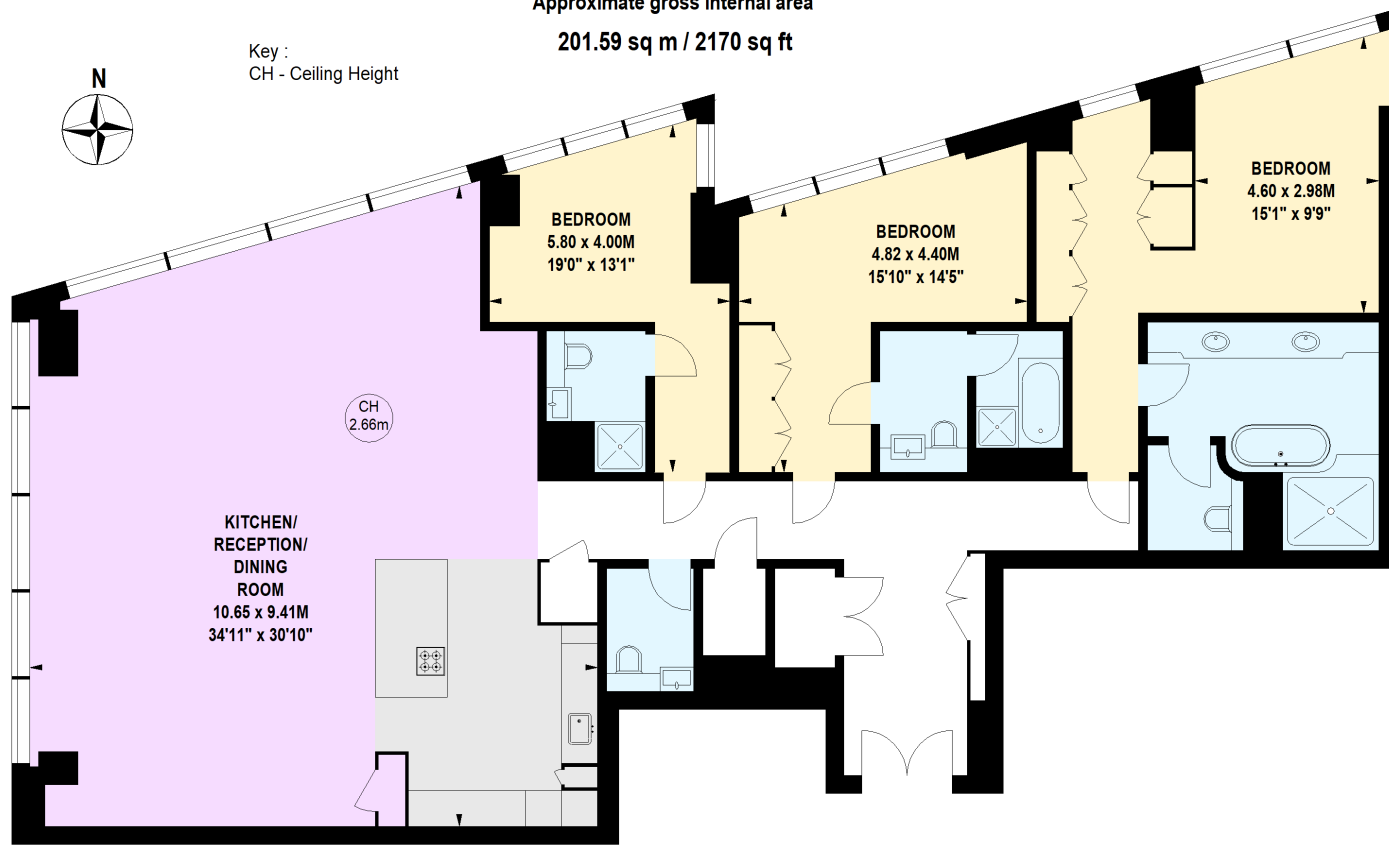 Approximate gross internal area
201.59 sq m / 2170 sq ft
Key :
CH - Ceiling Height
N
BEDROOM
5.80 x 4.00M
19'0" x 13'1"
BEDROOM
4.82 x 4.40M
15'10" x 14'5"
BEDROOM
4.60 x 2.98M
15'1" x 9'9"
CH
2.66m
KITCHEN/
RECEPTION/
DINING
ROOM
10.65 x 9.41M
34'11" x 30'10"